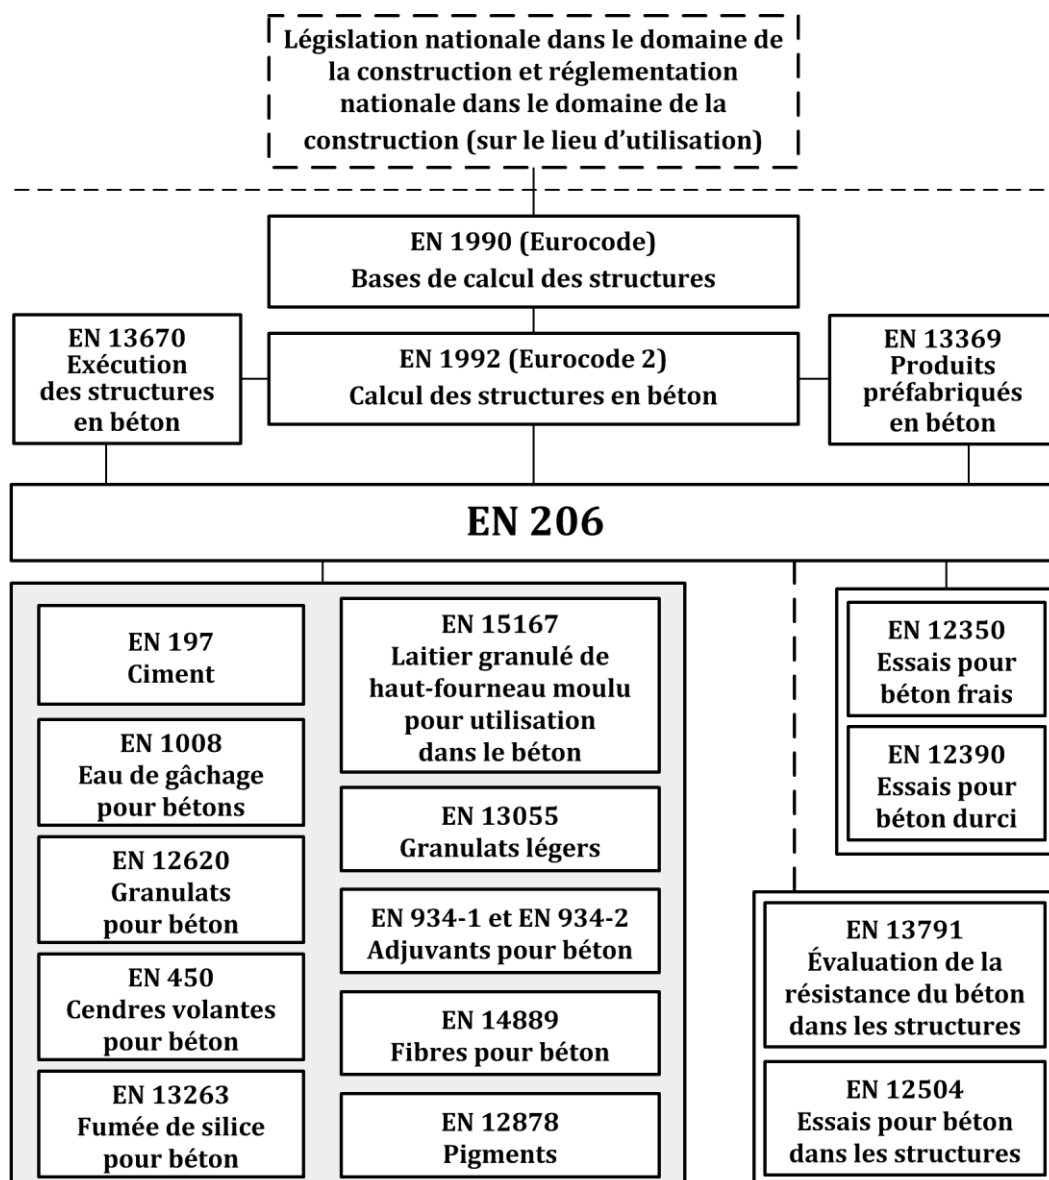 Législation nationale dans le domaine de
la construction et réglementation
nationale dans le domaine de la
construction (sur le lieu d’utilisation)
EN 1990 (Eurocode)
Bases de calcul des structures
EN 13670
Exécution
des structures
en béton
EN 1992 (Eurocode 2)
Calcul des structures en béton
EN 13369
Produits
préfabriqués
en béton
EN 206
EN 197
Ciment
EN 1008
Eau de gâchage
pour bétons
EN 12620
Granulats
pour béton
EN 450
Cendres volantes
pour béton
EN 13263
Fumée de silice
pour béton
EN 15167
Laitier granulé de
haut-fourneau moulu
pour utilisation
dans le béton
EN 13055
Granulats légers
EN 934-1 et EN 934-2
Adjuvants pour béton
EN 14889
Fibres pour béton
EN 12878
Pigments
EN 12350
Essais pour
béton frais
EN 12390
Essais pour
béton durci
EN 13791
Évaluation de la
résistance du béton
dans les structures
EN 12504
Essais pour béton
dans les structures